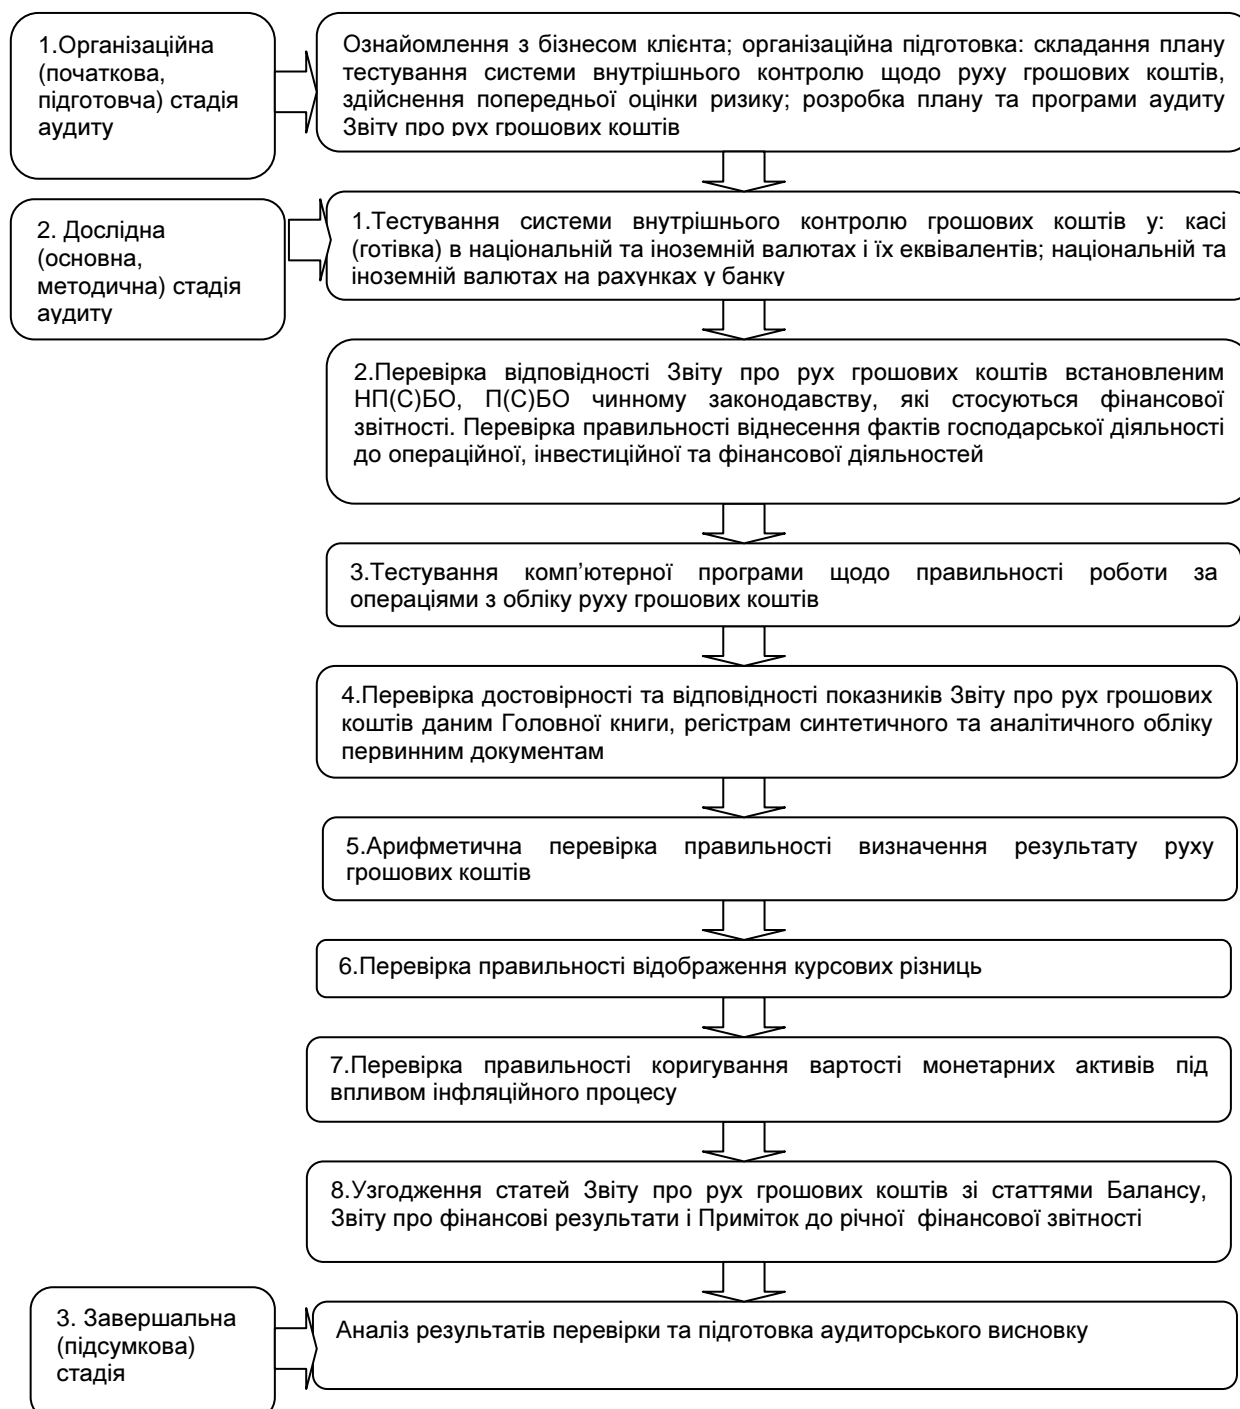 1.Організаційна
(початкова,
підготовча) стадія
аудиту
Ознайомлення з бізнесом клієнта; організаційна підготовка: складання плану
тестування системи внутрішнього контролю щодо руху грошових коштів,
здійснення попередньої оцінки ризику; розробка плану та програми аудиту
Звіту про рух грошових коштів
2. Дослідна
(основна,
методична) стадія
аудиту
1.Тестування системи внутрішнього контролю грошових коштів у: касі
(готівка) в національній та іноземній валютах і їх еквівалентів; національній та
іноземній валютах на рахунках у банку
2.Перевірка відповідності Звіту про рух грошових коштів встановленим
НП(С)БО, П(С)БО чинному законодавству, які стосуються фінансової
звітності. Перевірка правильності віднесення фактів господарської діяльності
до операційної, інвестиційної та фінансової діяльностей
3.Тестування комп’ютерної програми щодо правильності роботи за
операціями з обліку руху грошових коштів
4.Перевірка достовірності та відповідності показників Звіту про рух грошових
коштів даним Головної книги, регістрам синтетичного та аналітичного обліку
первинним документам
5.Арифметична перевірка правильності визначення результату руху
грошових коштів
6.Перевірка правильності відображення курсових різниць
7.Перевірка правильності коригування вартості монетарних активів під
впливом інфляційного процесу
8.Узгодження статей Звіту про рух грошових коштів зі статтями Балансу,
Звіту про фінансові результати і Приміток до річної фінансової звітності
3. Завершальна
(підсумкова)
стадія
Аналіз результатів перевірки та підготовка аудиторського висновку